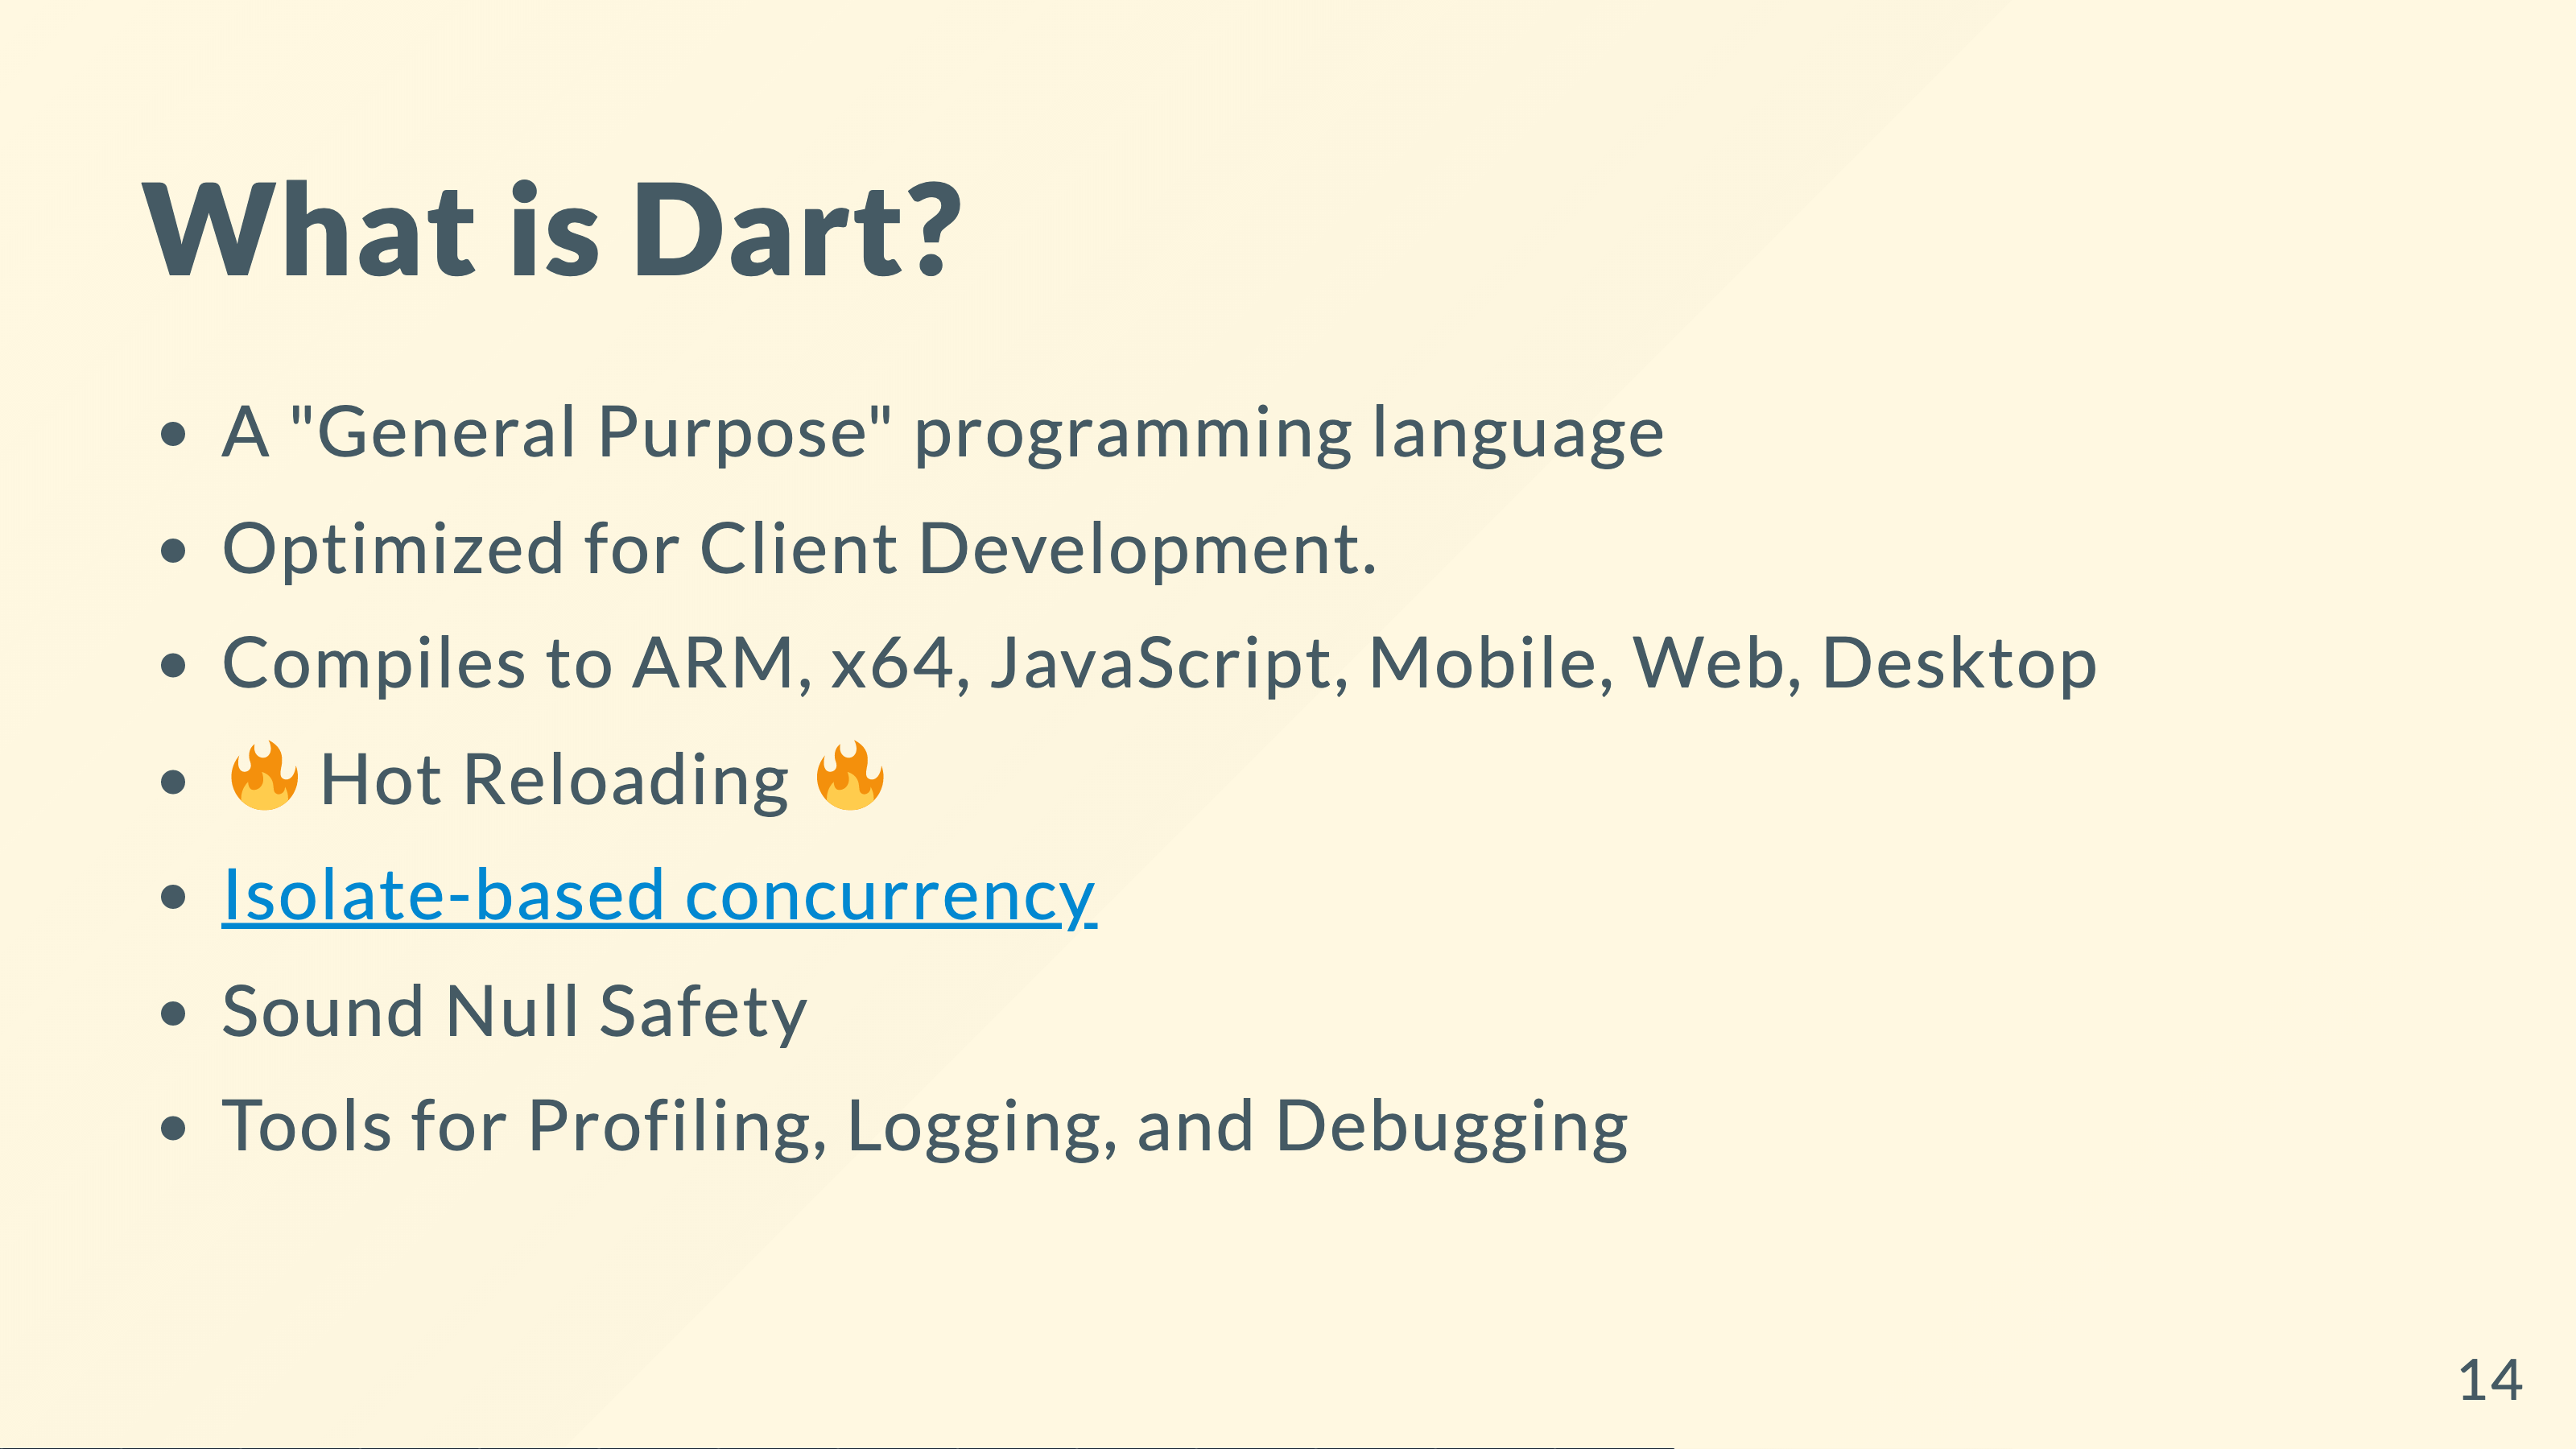 What is Dart?
• A "General Purpose" programming language
• Optimized for Client Development.
• Compiles to ARM, x64, JavaScript, Mobile, Web, Desktop
• 🔥 Hot Reloading 🔥
• Isolate-based concurrency
• Sound Null Safety
• Tools for Profiling, Logging, and Debugging
14